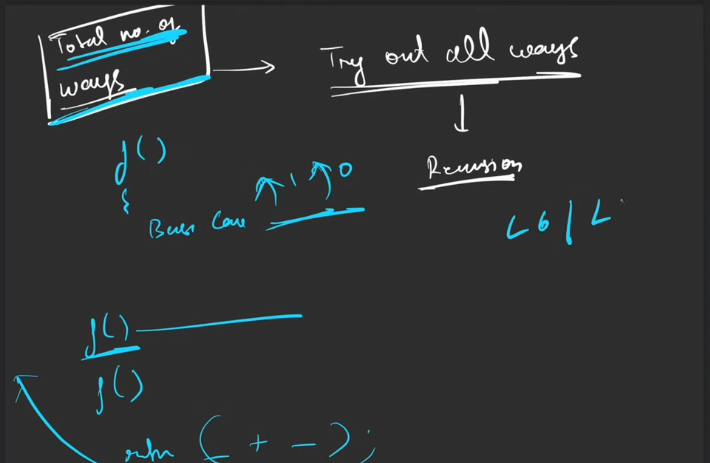 Total no. of
ways
Try out all ways
Recursion
f()
{
Base Case
1 0
L6 | L
f()
f()
return ( _ + _ );